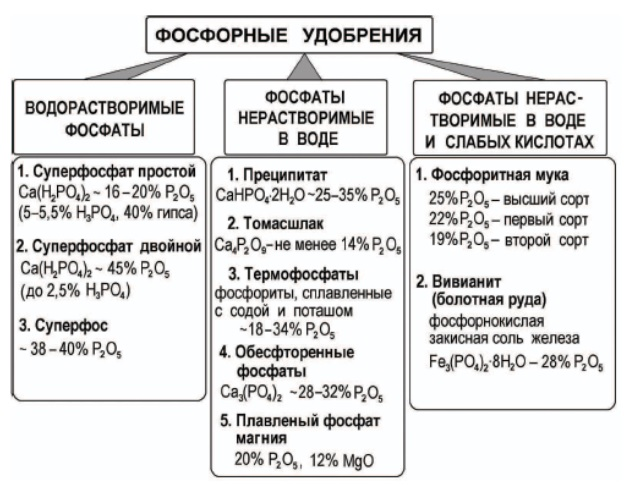 ФОСФОРНЫЕ УДОБРЕНИЯ
ВОДОРАСТВОРИМЫЕ
ФОСФАТЫ
1. Суперфосфат простой
Ca(H₂PO₄)₂ ~ 16–20% P₂O₅
(5–5,5% H₃PO₄, 40% гипса)
2. Суперфосфат двойной
Ca(H₂PO₄)₂ ~ 45% P₂O₅
(до 2,5% H₃PO₄)
3. Суперфос
~ 38–40% P₂O₅
ФОСФАТЫ
НЕРАСТВОРИМЫЕ
В ВОДЕ
1. Преципитат
CaHPO₄·2H₂O ~25–35% P₂O₅
2. Томасшлак
Ca₄P₂O₉–не менее 14% P₂O₅
3. Термофосфаты
фосфориты, сплавленные
с содой и поташом
~18–34% P₂O₅
4. Обесфторенные
фосфаты
Ca₃(PO₄)₂ ~28–32% P₂O₅
5. Плавленый фосфат
магния
20% P₂O₅, 12% MgO
ФОСФАТЫ НЕРАС-
ТВОРИМЫЕ В ВОДЕ
И СЛАБЫХ КИСЛОТАХ
1. Фосфоритная мука
25% P₂O₅ – высший сорт
22% P₂O₅ – первый сорт
19% P₂O₅ – второй сорт
2. Вивианит
(болотная руда)
фосфорнокислая
закисная соль железа
Fe₃(PO₄)₂·8H₂O – 28% P₂O₅